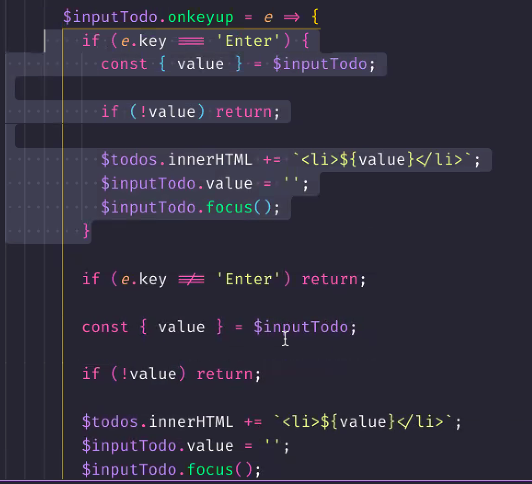 $inputTodo.onkeyup = e => {
if (e.key === 'Enter') {
const { value } = $inputTodo;
if (!value) return;
$todos.innerHTML += `<li>${value}</li>`;
$inputTodo.value = '';
$inputTodo.focus();
}
if (e.key !== 'Enter') return;
const { value } = $inputTodo;
if (!value) return;
$todos.innerHTML += `<li>${value}</li>`;
$inputTodo.value = '';
$inputTodo.focus();